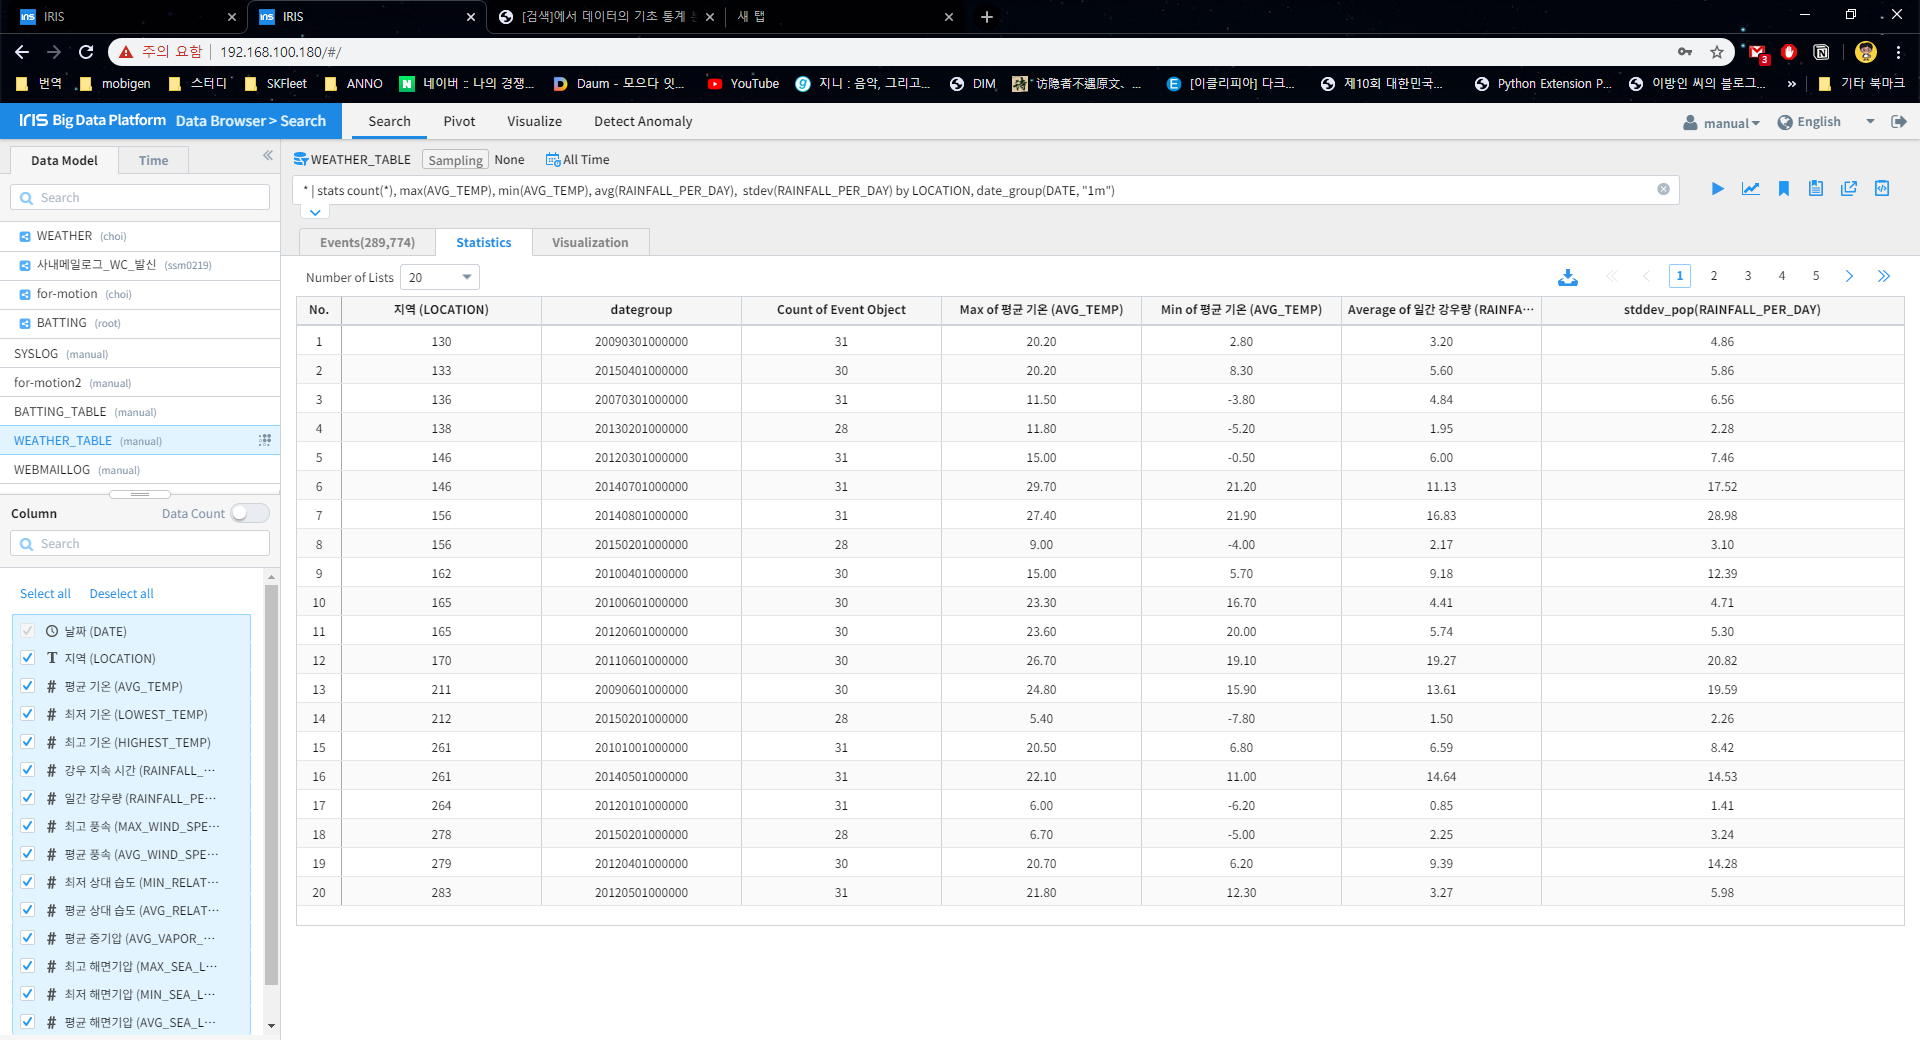 IRIS
IRIS
[검색]에서 데이터의 기초 통계
새 탭
주의 요함
192.168.100.180/#/
3
번역
mobigen
스터디
SKFleet
ANNO
네이버 :: 나의 경쟁...
Daum - 모으다 잇...
YouTube
지니 : 음악, 그리고...
DIM
访隐者不遇原文、...
[이클리피아] 다크...
제10회 대한민국...
Python Extension P...
이방인 씨의 블로그...
»
기타 북마크
IRIS Big Data Platform
Data Browser > Search
Search
Pivot
Visualize
Detect Anomaly
manual
English
Data Model
Time
Search
WEATHER (choi)
사내메일로그_WC_발신 (ssm0219)
for-motion (choi)
BATTING (root)
SYSLOG (manual)
for-motion2 (manual)
BATTING_TABLE (manual)
WEATHER_TABLE (manual)
WEBMAILLOG (manual)
Column
Data Count
Search
Select all
Deselect all
날짜 (DATE)
T 지역 (LOCATION)
# 평균 기온 (AVG_TEMP)
# 최저 기온 (LOWEST_TEMP)
# 최고 기온 (HIGHEST_TEMP)
# 강우 지속 시간 (RAINFALL_···
# 일간 강우량 (RAINFALL_PE···
# 최고 풍속 (MAX_WIND_SPE···
# 평균 풍속 (AVG_WIND_SPE···
# 최저 상대 습도 (MIN_RELAT···
# 평균 상대 습도 (AVG_RELAT···
# 평균 증기압 (AVG_VAPOR_···
# 최고 해면기압 (MAX_SEA_L···
# 최저 해면기압 (MIN_SEA_L···
# 평균 해면기압 (AVG_SEA_L···
WEATHER_TABLE
Sampling
None
All Time
* | stats count(*), max(AVG_TEMP), min(AVG_TEMP), avg(RAINFALL_PER_DAY), stdev(RAINFALL_PER_DAY) by LOCATION, date_group(DATE, "1m")
Events(289,774)
Statistics
Visualization
Number of Lists
20
1 2 3 4 5
No. 지역 (LOCATION) dategroup Count of Event Object Max of 평균 기온 (AVG_TEMP) Min of 평균 기온 (AVG_TEMP) Average of 일간 강우량 (RAINFA··· stddev_pop(RAINFALL_PER_DAY)
1 130 20090301000000 31 20.20 2.80 3.20 4.86
2 133 20150401000000 30 20.20 8.30 5.60 5.86
3 136 20070301000000 31 11.50 -3.80 4.84 6.56
4 138 20130201000000 28 11.80 -5.20 1.95 2.28
5 146 20120301000000 31 15.00 -0.50 6.00 7.46
6 146 20140701000000 31 29.70 21.20 11.13 17.52
7 156 20140801000000 31 27.40 21.90 16.83 28.98
8 156 20150201000000 28 9.00 -4.00 2.17 3.10
9 162 20100401000000 30 15.00 5.70 9.18 12.39
10 165 20100601000000 30 23.30 16.70 4.41 4.71
11 165 20120601000000 30 23.60 20.00 5.74 5.30
12 170 20110601000000 30 26.70 19.10 19.27 20.82
13 211 20090601000000 30 24.80 15.90 13.61 19.59
14 212 20150201000000 28 5.40 -7.80 1.50 2.26
15 261 20101001000000 31 20.50 6.80 6.59 8.42
16 261 20140501000000 31 22.10 11.00 14.64 14.53
17 264 20120101000000 31 6.00 -6.20 0.85 1.41
18 278 20150201000000 28 6.70 -5.00 2.25 3.24
19 279 20120401000000 30 20.70 6.20 9.39 14.28
20 283 20120501000000 31 21.80 12.30 3.27 5.98